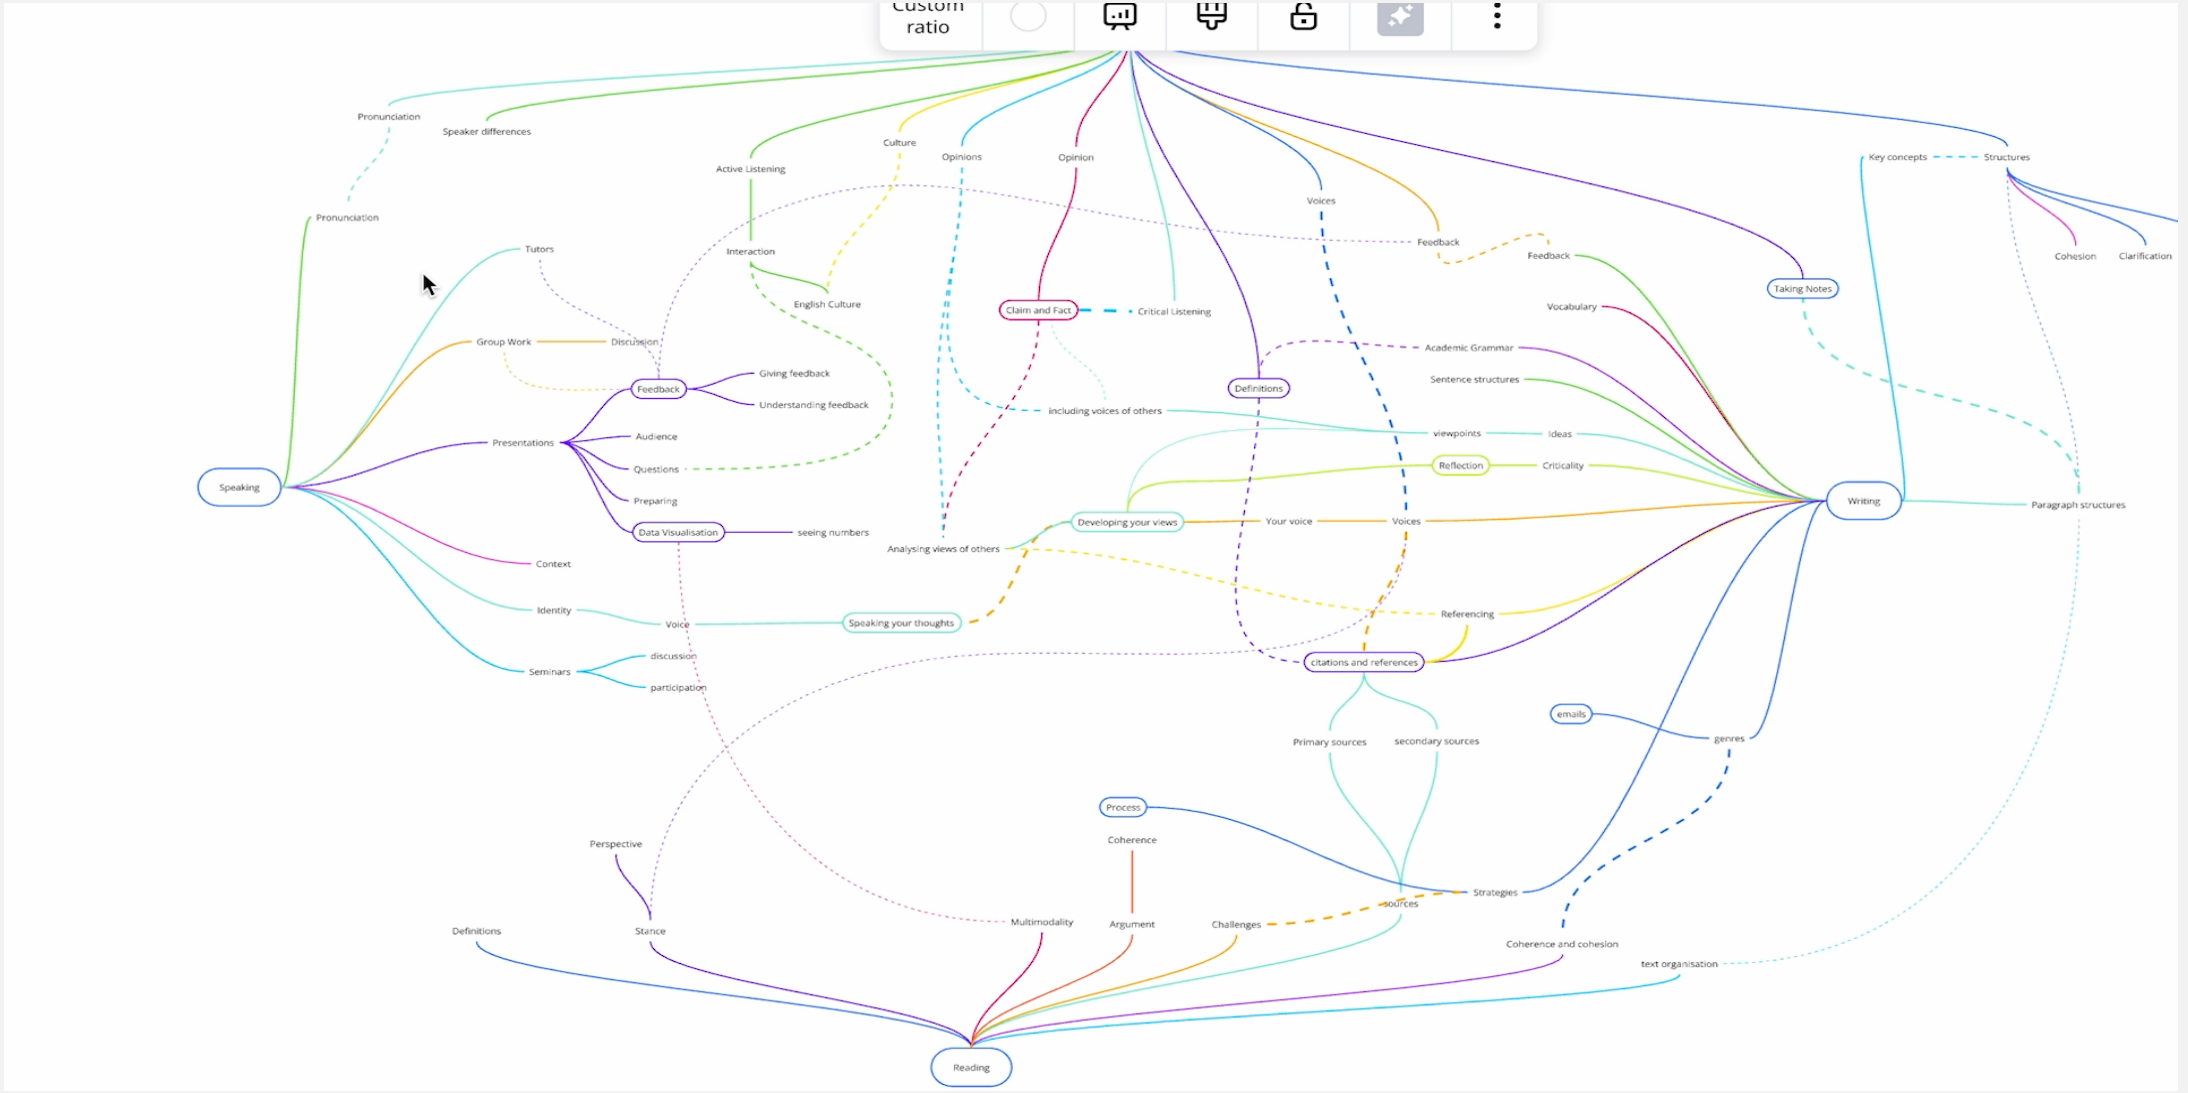 Custom
ratio
Pronunciation
Speaker differences
Culture
Opinions
Opinion
Active Listening
Key concepts
Structures
Voices
Pronunciation
Tutors
Interaction
Feedback
Feedback
Cohesion
Clarification
Taking Notes
English Culture
Claim and Fact
Critical Listening
Vocabulary
Group Work
Discussion
Academic Grammar
Giving feedback
Feedback
Definitions
Sentence structures
Understanding feedback
including voices of others
Presentations
Audience
viewpoints
Ideas
Questions
Reflection
Criticality
Speaking
Preparing
Writing
Paragraph structures
Data Visualisation
seeing numbers
Developing your views
Your voice
Voices
Analysing views of others
Context
Identity
Voice
Speaking your thoughts
Referencing
discussion
Seminars
participation
citations and references
emails
Primary sources
secondary sources
genres
Process
Perspective
Coherence
Strategies
sources
Definitions
Stance
Multimodality
Argument
Challenges
Coherence and cohesion
text organisation
Reading